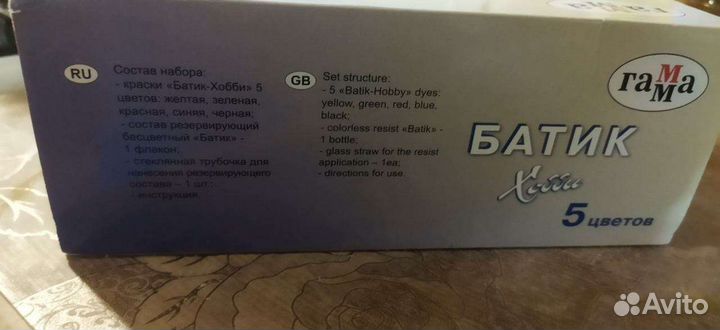 RU
Состав набора:
- краски «Батик-Хобби» 5
цветов: желтая, зеленая,
красная, синяя, черная;
- состав резервирующий
бесцветный «Батик» -
1 флакон;
- стеклянная трубочка для
нанесения резервирующего
состава – 1 шт.;
- инструкция.
GB
Set structure:
- 5 «Batik-Hobby» dyes:
yellow, green, red, blue,
black;
- colorless resist «Batik» -
1 bottle;
- glass straw for the resist
application – 1ea;
- directions for use.
гамма
БАТИК
Хобби
5 цветов
Avito